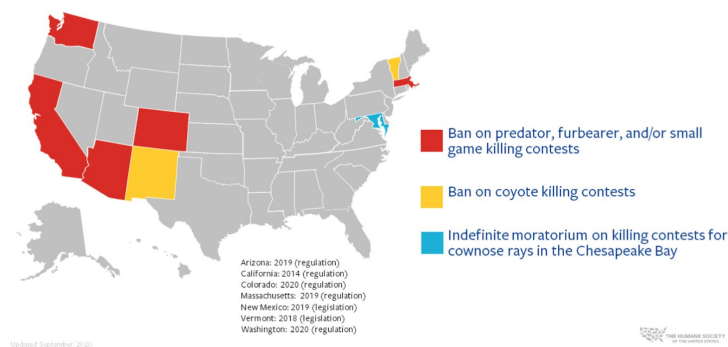 Ban on predator, furbearer, and/or small
game killing contests
Ban on coyote killing contests
Indefinite moratorium on killing contests for
cownose rays in the Chesapeake Bay
Arizona: 2019 (regulation)
California: 2014 (regulation)
Colorado: 2020 (regulation)
Massachusetts: 2019 (regulation)
New Mexico: 2019 (legislation)
Vermont: 2018 (legislation)
Washington: 2020 (regulation)
Updated September 2020
THE HUMANE SOCIETY
OF THE UNITED STATES